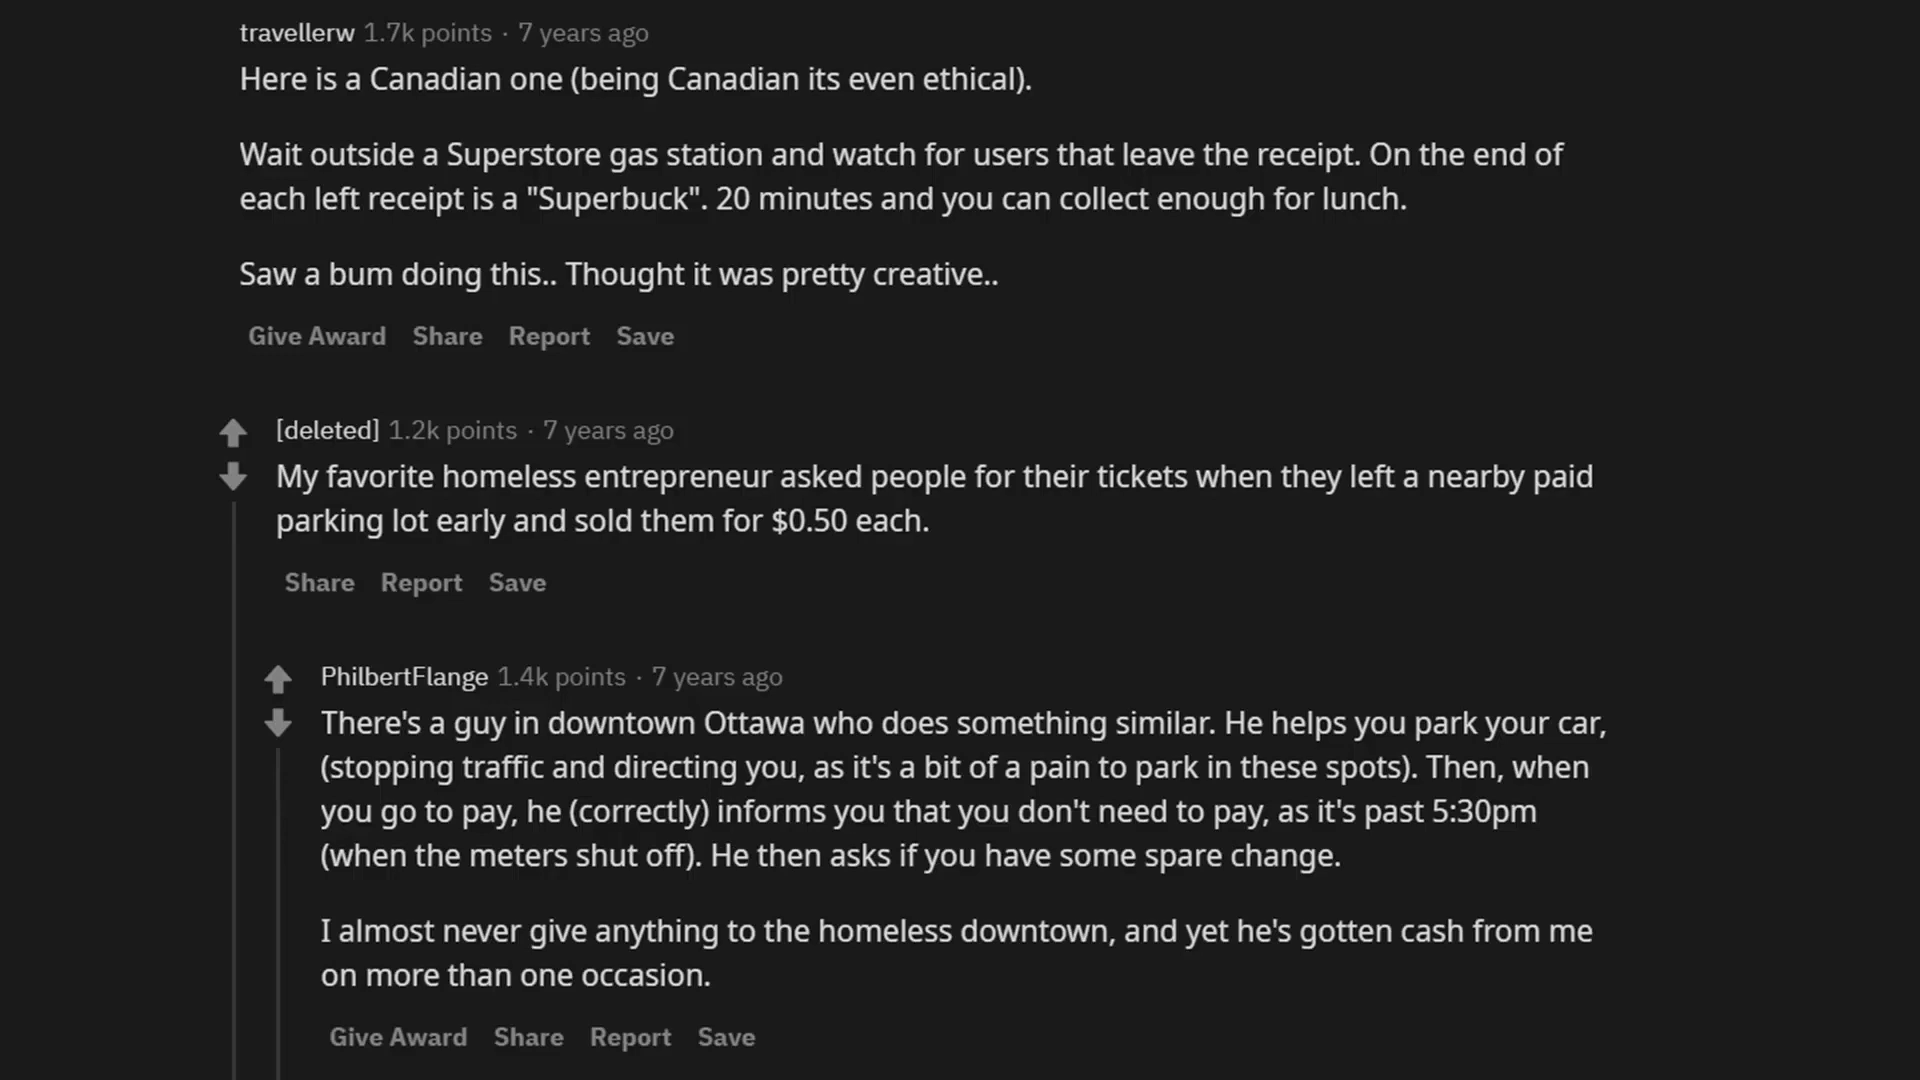 travellerw 1.7k points · 7 years ago
Here is a Canadian one (being Canadian its even ethical).
Wait outside a Superstore gas station and watch for users that leave the receipt. On the end of
each left receipt is a "Superbuck". 20 minutes and you can collect enough for lunch.
Saw a bum doing this.. Thought it was pretty creative..
Give Award Share Report Save
[deleted] 1.2k points · 7 years ago
My favorite homeless entrepreneur asked people for their tickets when they left a nearby paid
parking lot early and sold them for $0.50 each.
Share Report Save
PhilbertFlange 1.4k points · 7 years ago
There's a guy in downtown Ottawa who does something similar. He helps you park your car,
(stopping traffic and directing you, as it's a bit of a pain to park in these spots). Then, when
you go to pay, he (correctly) informs you that you don't need to pay, as it's past 5:30pm
(when the meters shut off). He then asks if you have some spare change.
I almost never give anything to the homeless downtown, and yet he's gotten cash from me
on more than one occasion.
Give Award Share Report Save